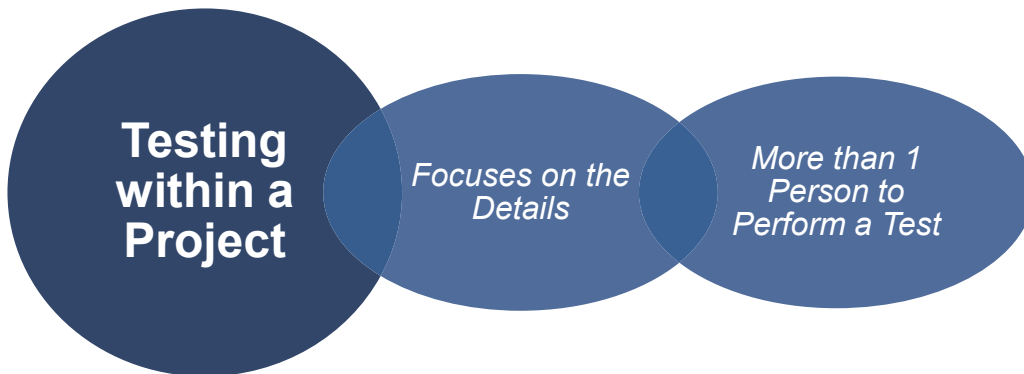 Testing
within a
Project
Focuses on the
Details
More than 1
Person to
Perform a Test